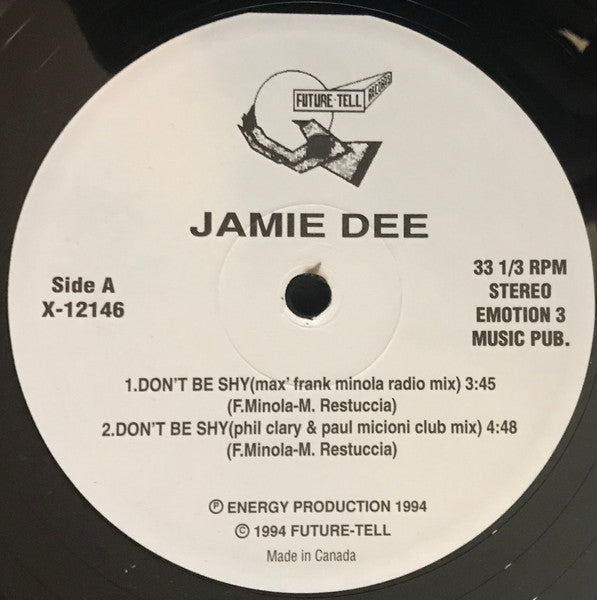 FUTURE-TELL
RECORDS
JAMIE DEE
Side A
X-12146
33 1/3 RPM
STEREO
EMOTION 3
MUSIC PUB.
1.DON'T BE SHY(max' frank minola radio mix) 3:45
(F.Minola-M. Restuccia)
2.DON'T BE SHY(phil clary & paul micioni club mix) 4:48
(F.Minola-M. Restuccia)
Ⓟ ENERGY PRODUCTION 1994
© 1994 FUTURE-TELL
Made in Canada